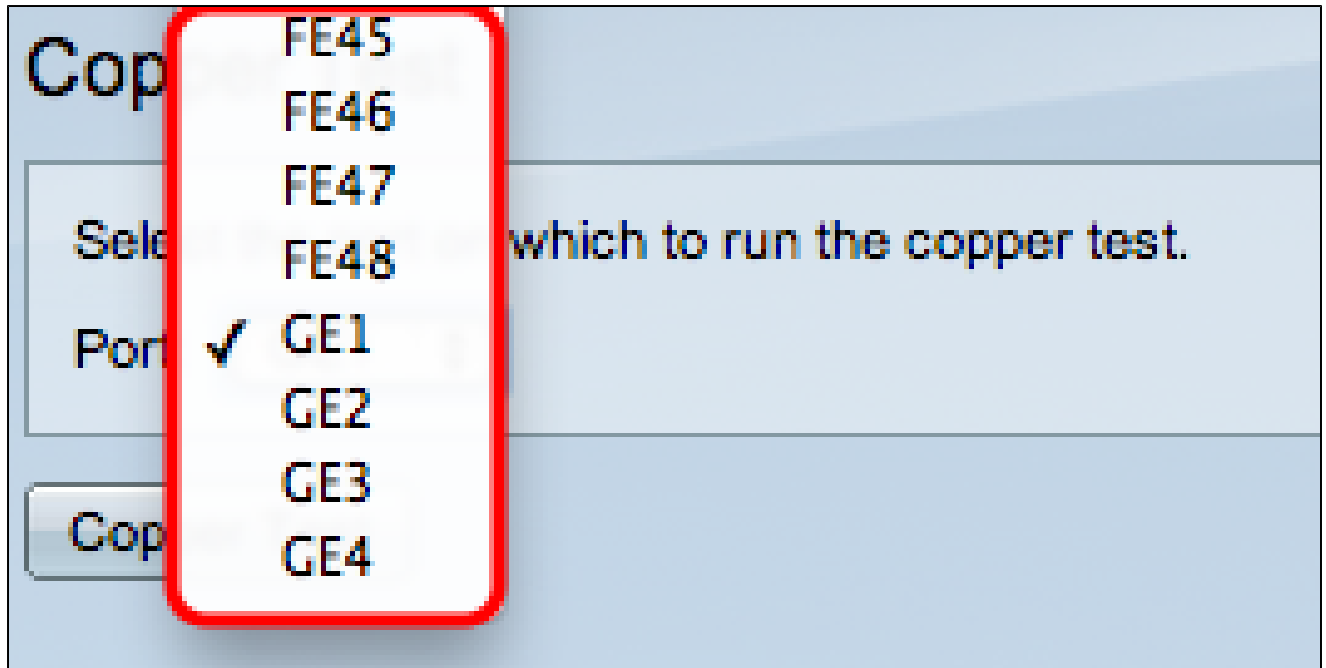 Cop
FE45
FE46
FE47
FE48
GE1
GE2
GE3
GE4
Sele which to run the copper test.
Port
Cop